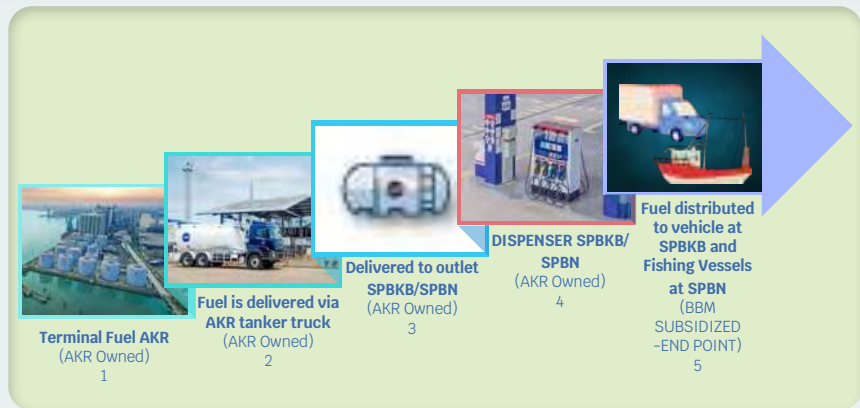 Terminal Fuel AKR
(AKR Owned)
1
Fuel is delivered via
AKR tanker truck
(AKR Owned)
2
Delivered to outlet
SPBKB/SPBN
(AKR Owned)
3
DISPENSER SPBKB/
SPBN
(AKR Owned)
4
Fuel distributed
to vehicle at
SPBKB and
Fishing Vessels
at SPBN
(BBM
SUBSIDIZED
-END POINT)
5